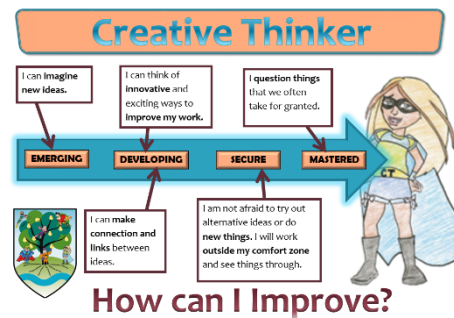 Creative Thinker
I can imagine
new ideas.
I can think of
innovative and
exciting ways to
improve my work.
I question things
that we often
take for granted.
EMERGING
DEVELOPING
SECURE
MASTERED
CT
I can make
connection and
links between
ideas.
I am not afraid to try out
alternative ideas or do
new things. I will work
outside my comfort zone
and see things through.
How can I Improve?